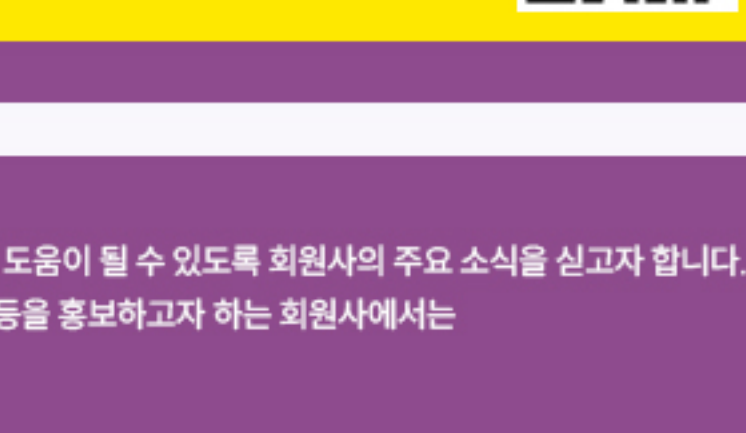 도움이 될 수 있도록 회원사의 주요 소식을 싣고자 합니다.
등을 홍보하고자 하는 회원사에서는